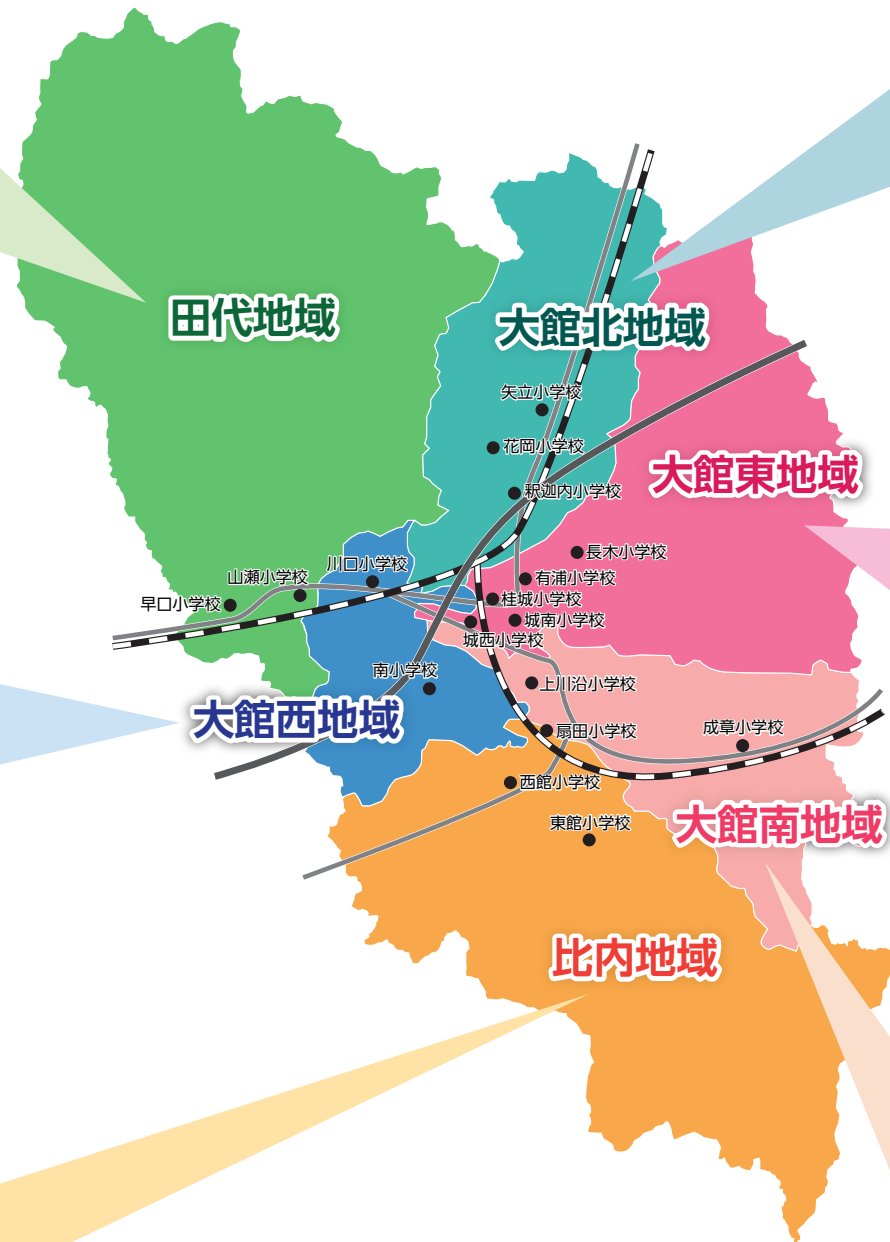 田代地域
大館北地域
矢立小学校
花岡小学校
大館東地域
釈迦内小学校
長木小学校
川口小学校
山瀬小学校
有浦小学校
早口小学校
桂城小学校
城南小学校
城西小学校
南小学校
上川沿小学校
大館西地域
扇田小学校
成章小学校
西館小学校
東館小学校
大館南地域
比内地域